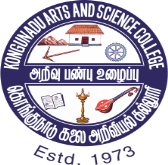 KONGUNADU ARTS AND SCIENCE COLLEGE
அறிவு பண்பு உழைப்பு
கொங்குநாடு கலை அறிவியல் கல்லூரி
Estd. 1973